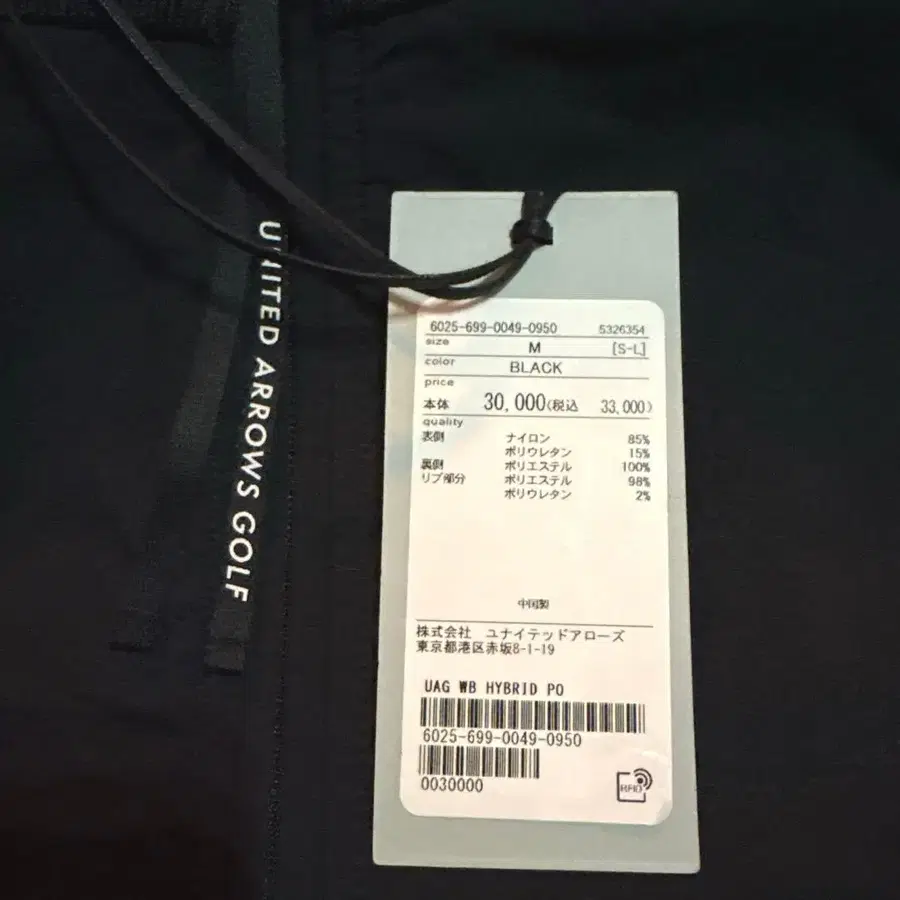 UNITED ARROWS GOLF
6025-699-0049-0950 5326354
size M [S-L]
color BLACK
price
本体 30,000(税込 33,000)
quality
表側 ナイロン 85%
ポリウレタン 15%
裏側 ポリエステル 100%
リブ部分 ポリエステル 98%
ポリウレタン 2%
中国製
株式会社 ユナイテッドアローズ
東京都港区赤坂8-1-19
UAG WB HYBRID PO
6025-699-0049-0950
0030000
RFID